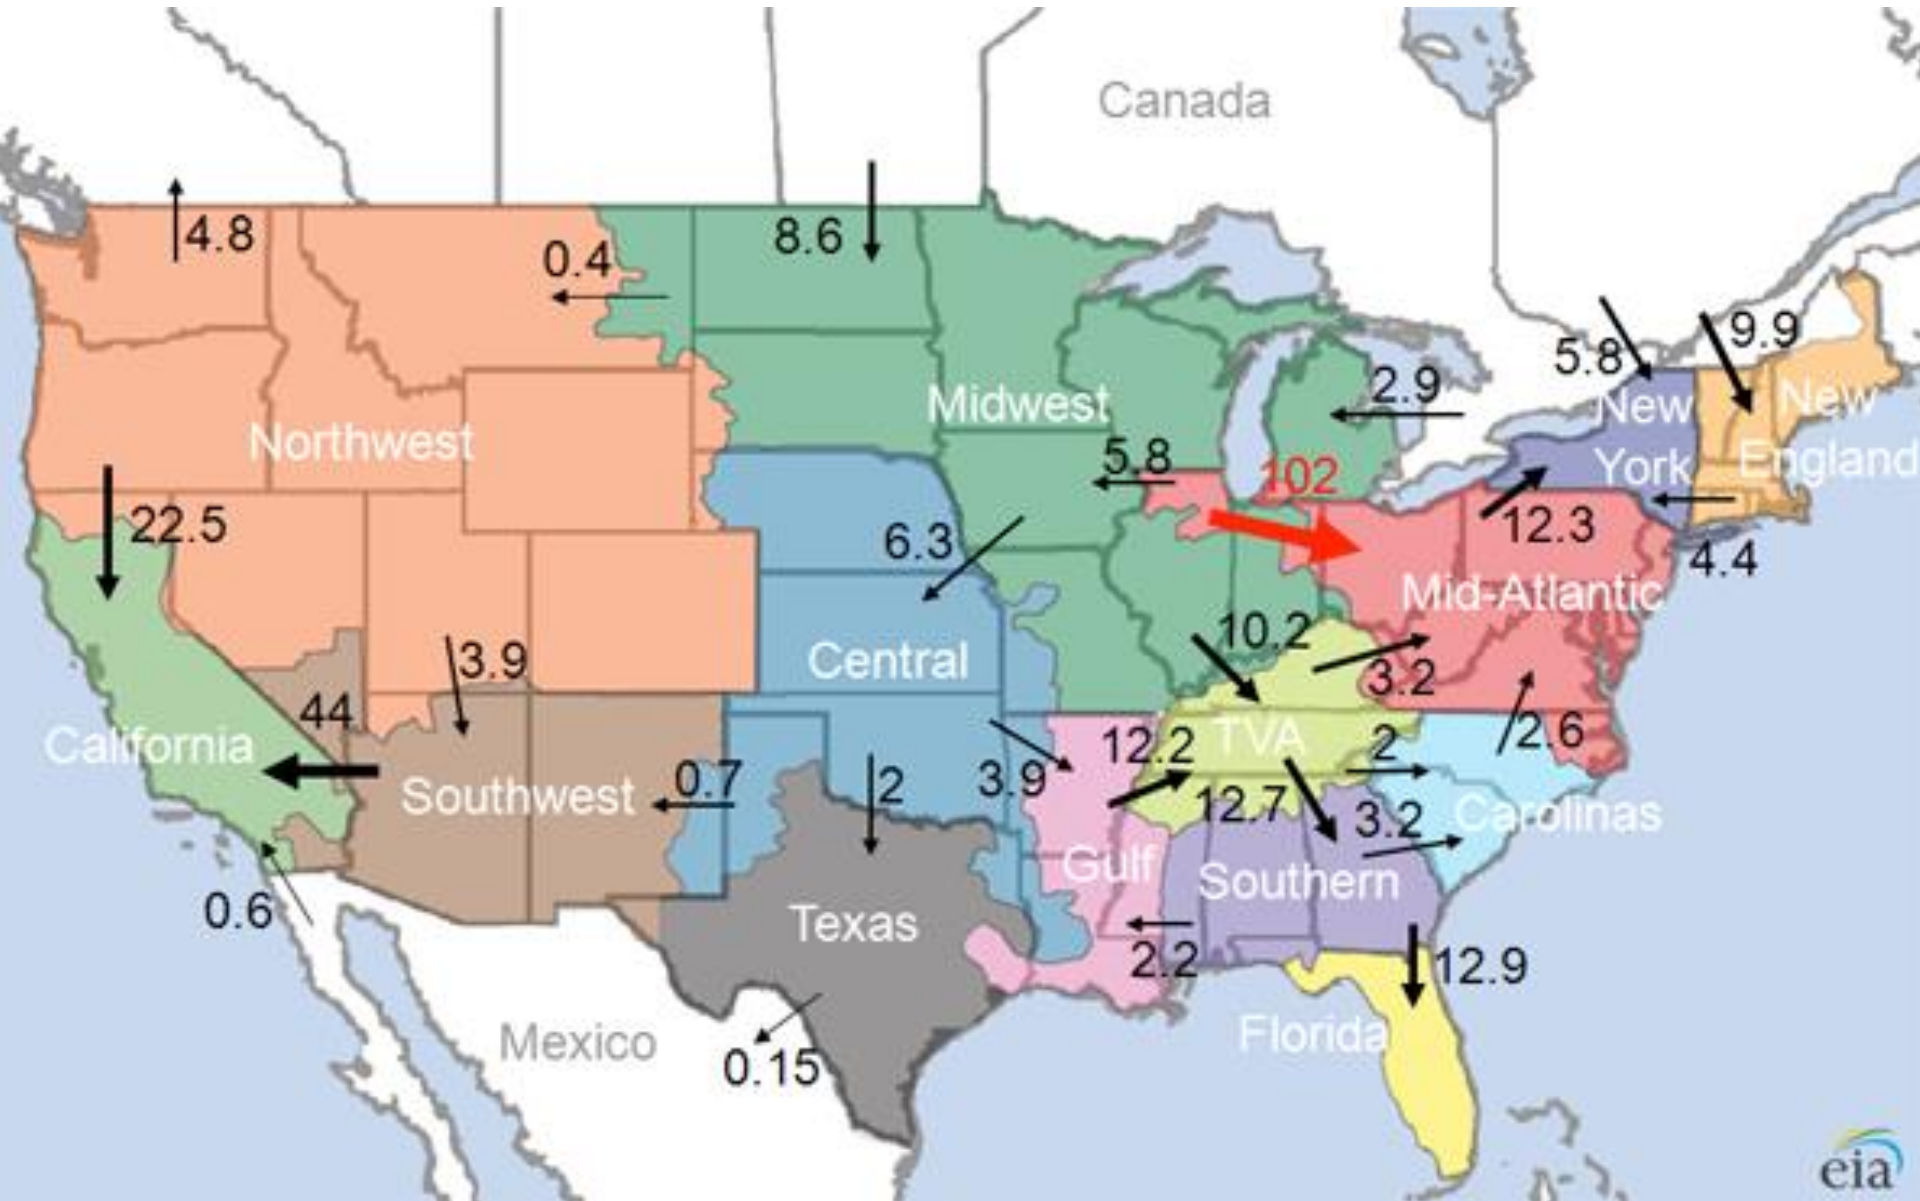 Canada
4.8
8.6
0.4
9.9
5.8
2.9
Midwest
New
York
New
England
Northwest
5.8
102
22.5
6.3
12.3
4.4
Mid-Atlantic
10.2
3.9
Central
3.2
44
California
12.2
TVA
2
2.6
Southwest
0.7
2
3.9
12.7
3.2
Carolinas
Gulf
Southern
0.6
Texas
2.2
12.9
Mexico
0.15
Florida
eia